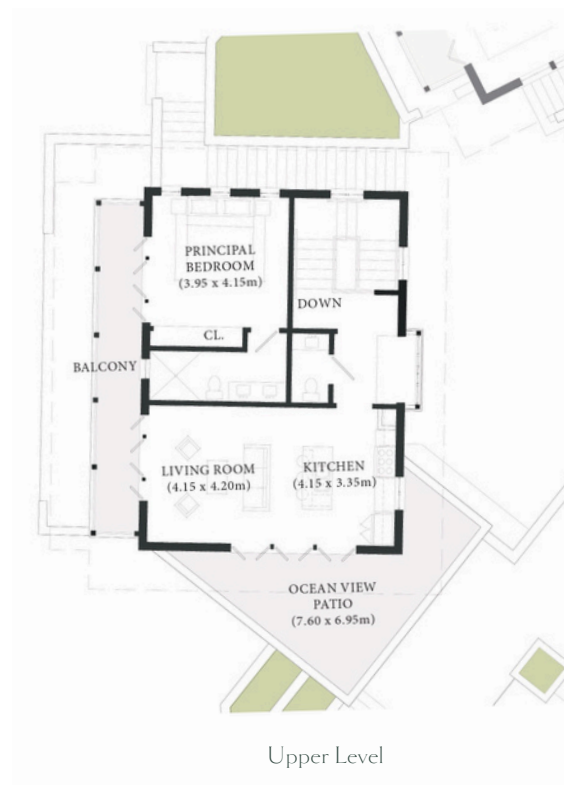 PRINCIPAL
BEDROOM
(3.95 x 4.15m)
DOWN
CL.
BALCONY
LIVING ROOM
(4.15 x 4.20m)
KITCHEN
(4.15 x 3.35m)
OCEAN VIEW
PATIO
(7.60 x 6.95m)
Upper Level